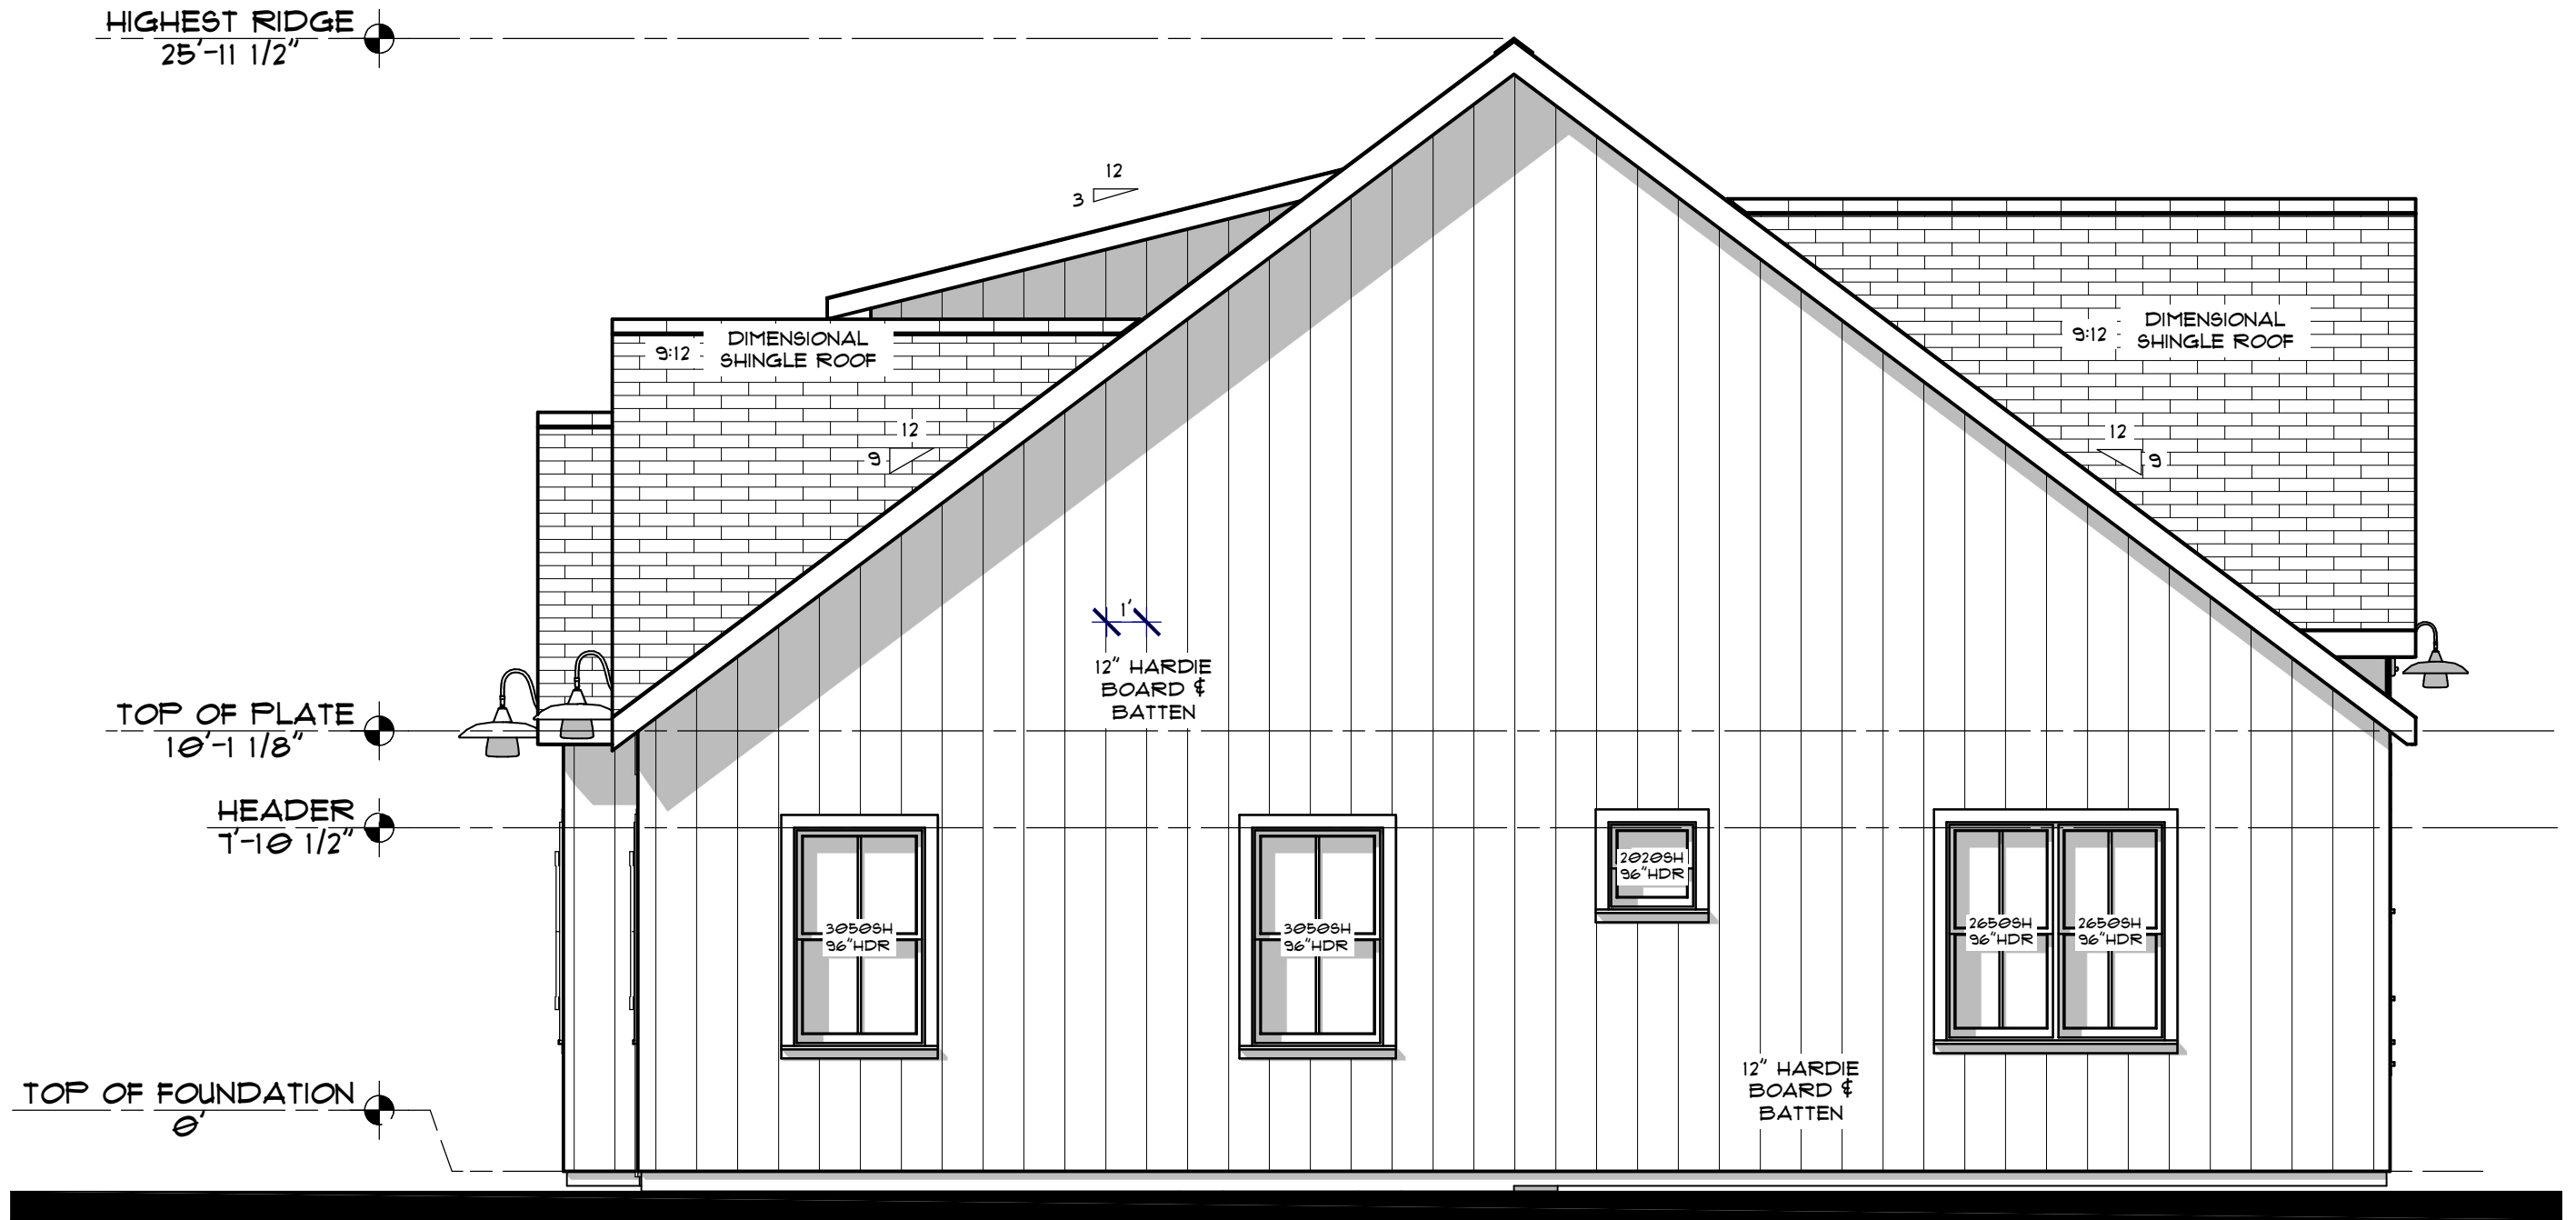 HIGHEST RIDGE
25'-11 1/2"
12
3
DIMENSIONAL
SHINGLE ROOF
9:12
DIMENSIONAL
SHINGLE ROOF
9:12
12
9
12
9
1'
12" HARDIE
BOARD &
BATTEN
TOP OF PLATE
10'-1 1/8"
HEADER
7'-10 1/2"
2020SH
96"HDR
3050SH
96"HDR
3050SH
96"HDR
2650SH
96"HDR
2650SH
96"HDR
12" HARDIE
BOARD &
BATTEN
TOP OF FOUNDATION
0'